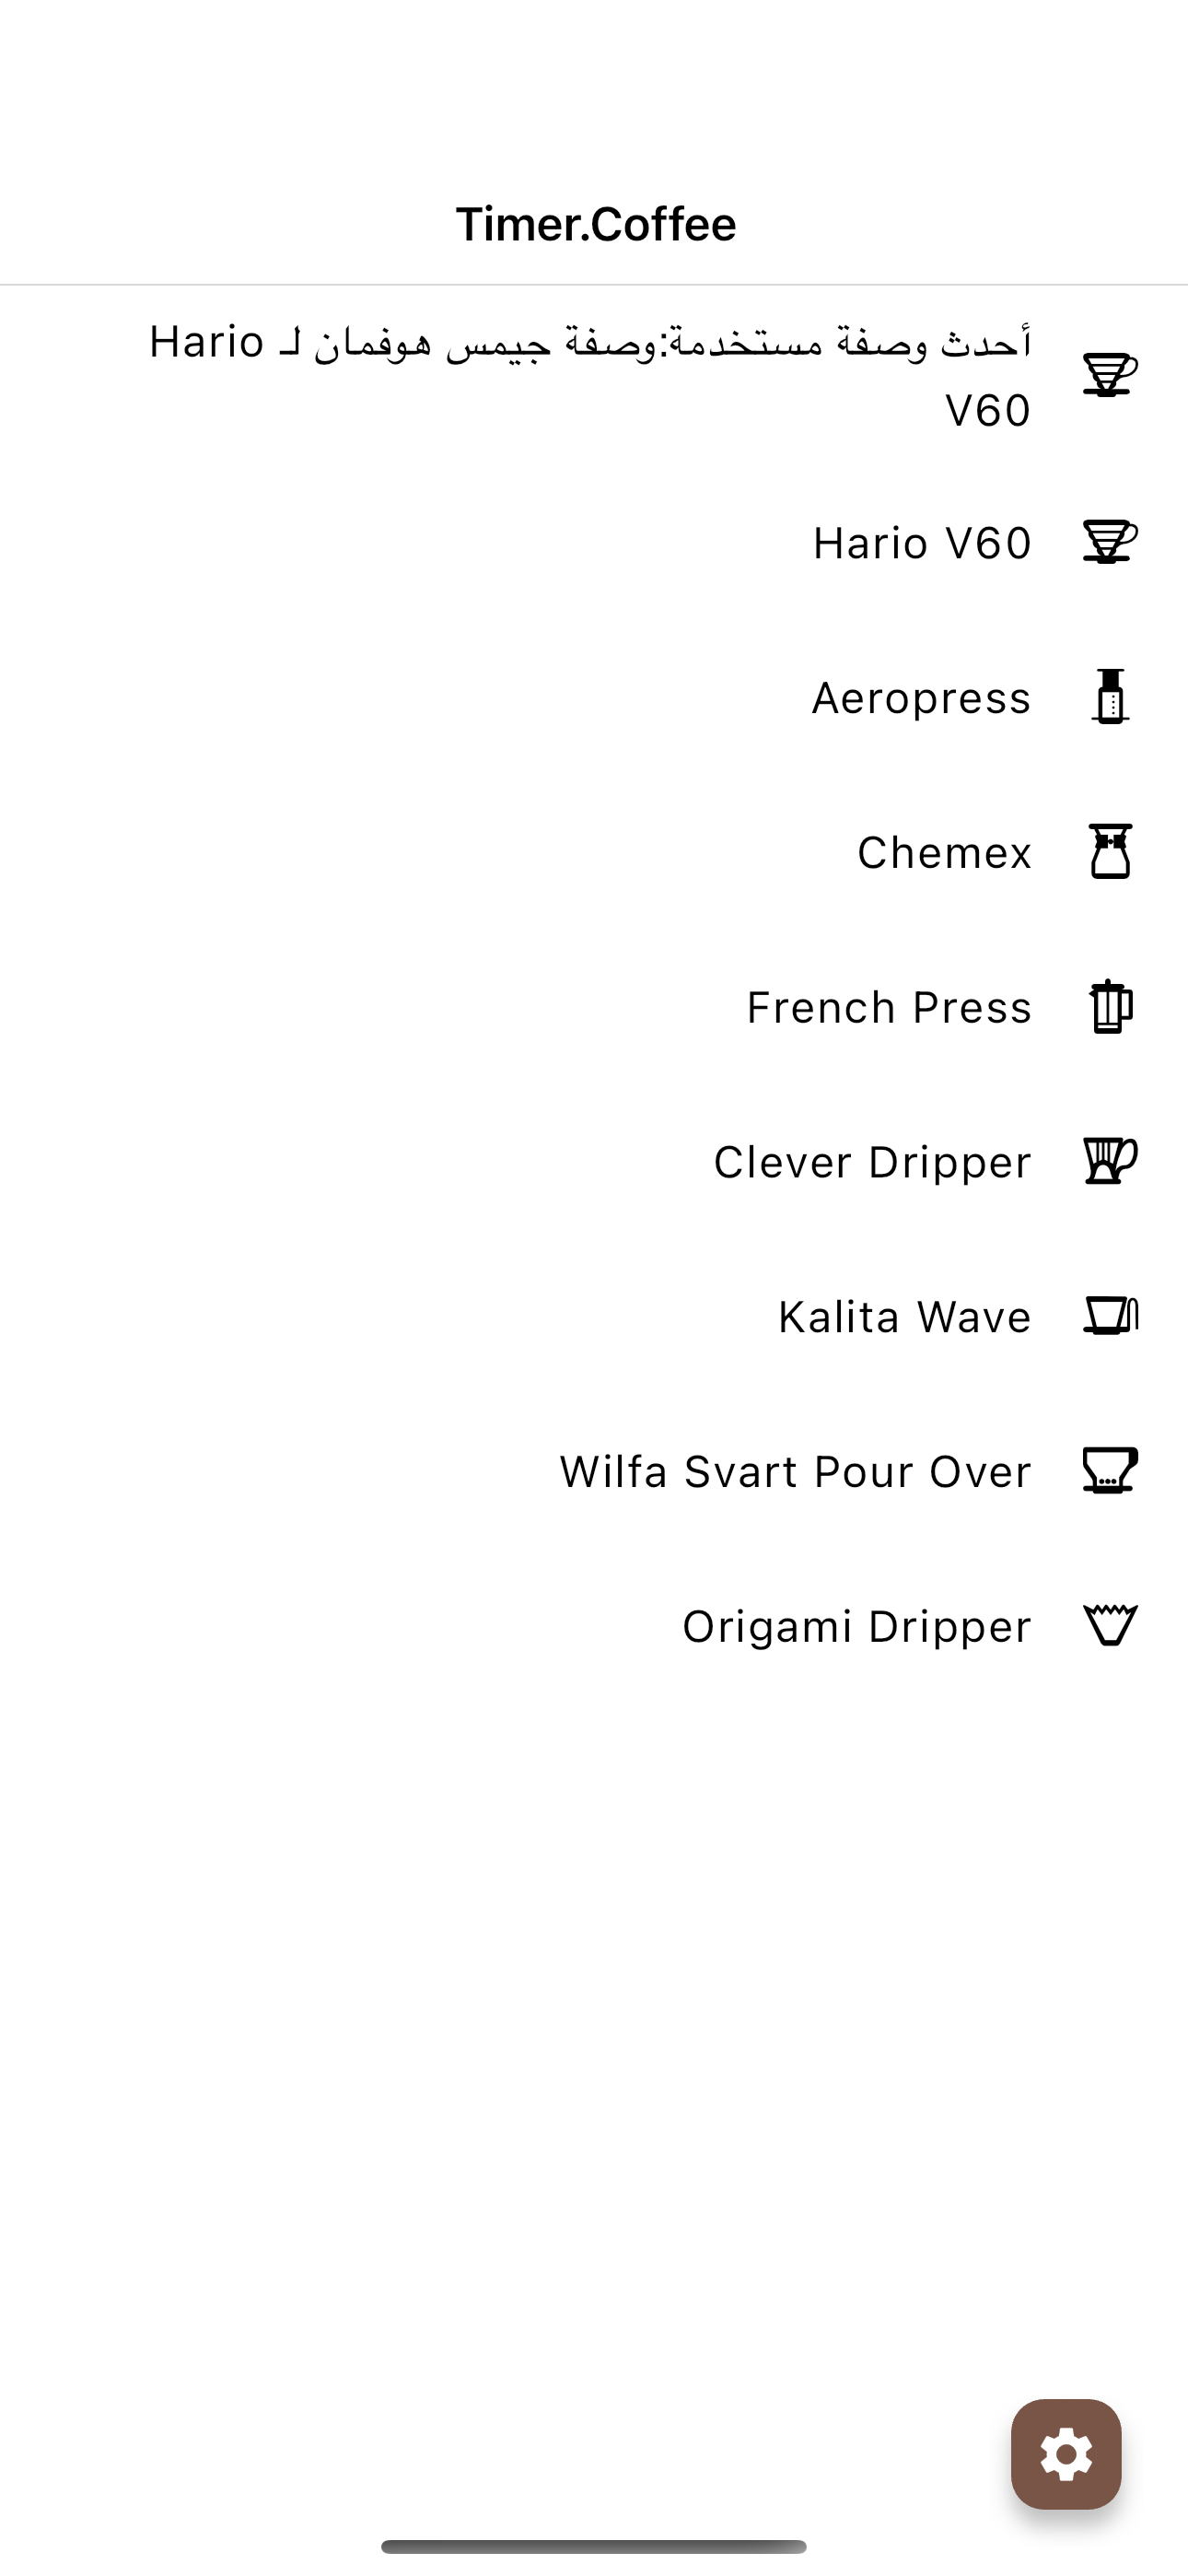 Timer.Coffee
أحدث وصفة مستخدمة:وصفة جيمس هوفمان لـ Hario
V60
Hario V60
Aeropress
Chemex
French Press
Clever Dripper
Kalita Wave
Wilfa Svart Pour Over
Origami Dripper